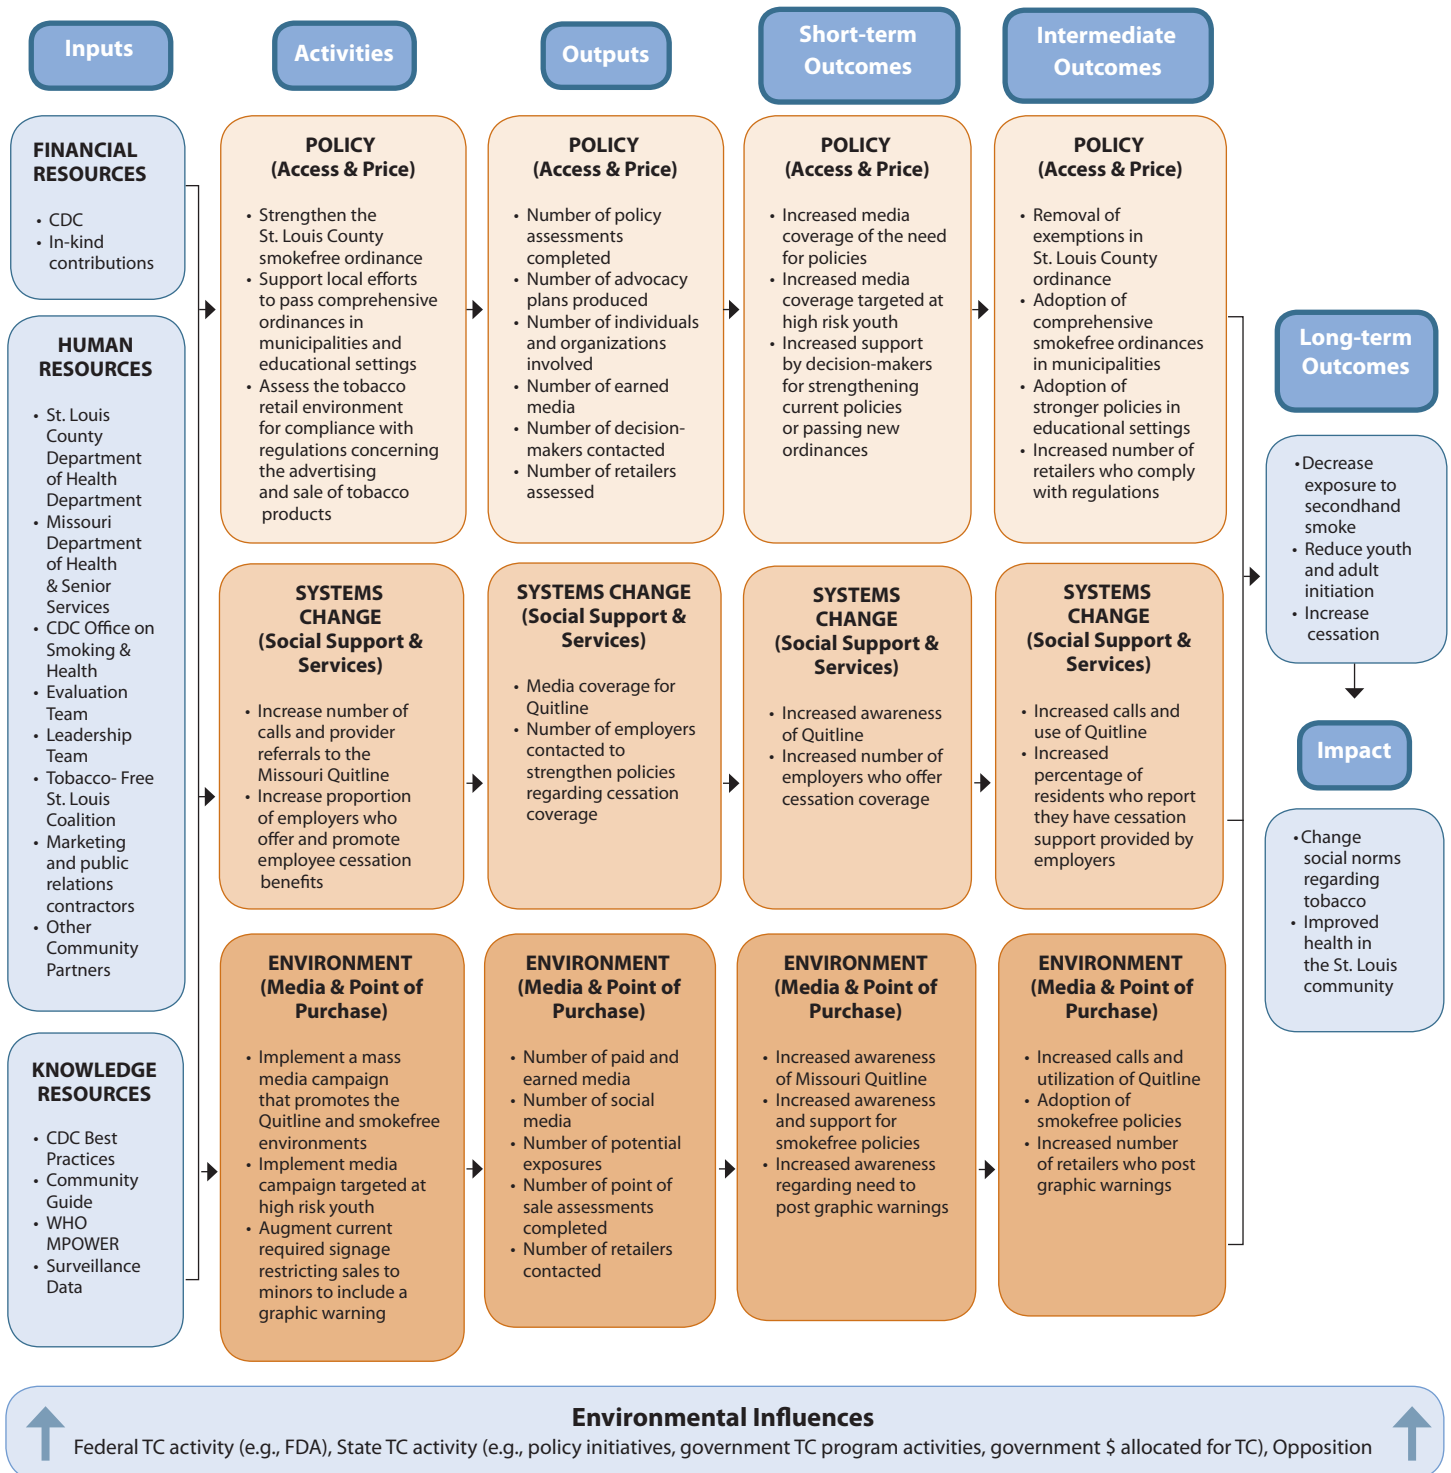 Inputs
Activities
Outputs
Short-term
Outcomes
Intermediate
Outcomes
FINANCIAL
RESOURCES
• CDC
• In-kind
contributions
HUMAN
RESOURCES
• St. Louis
County
Department
of Health
Department
• Missouri
Department
of Health
& Senior
Services
• CDC Office on
Smoking &
Health
• Evaluation
Team
• Leadership
Team
• Tobacco- Free
St. Louis
Coalition
• Marketing
and public
relations
contractors
• Other
Community
Partners
KNOWLEDGE
RESOURCES
• CDC Best
Practices
• Community
Guide
• WHO
MPOWER
• Surveillance
Data
POLICY
(Access & Price)
• Strengthen the
St. Louis County
smokefree ordinance
• Support local efforts
to pass comprehensive
ordinances in
municipalities and
educational settings
• Assess the tobacco
retail environment
for compliance with
regulations concerning
the advertising
and sale of tobacco
products
POLICY
(Access & Price)
• Number of policy
assessments
completed
• Number of advocacy
plans produced
• Number of individuals
and organizations
involved
• Number of earned
media
• Number of decision-
makers contacted
• Number of retailers
assessed
POLICY
(Access & Price)
• Increased media
coverage of the need
for policies
• Increased media
coverage targeted at
high risk youth
• Increased support
by decision-makers
for strengthening
current policies
or passing new
ordinances
POLICY
(Access & Price)
• Removal of
exemptions in
St. Louis County
ordinance
• Adoption of
comprehensive
smokefree ordinances
in municipalities
• Adoption of
stronger policies in
educational settings
• Increased number of
retailers who comply
with regulations
SYSTEMS
CHANGE
(Social Support &
Services)
• Increase number of
calls and provider
referrals to the
Missouri Quitline
• Increase proportion
of employers who
offer and promote
employee cessation
benefits
SYSTEMS CHANGE
(Social Support &
Services)
• Media coverage for
Quitline
• Number of employers
contacted to
strengthen policies
regarding cessation
coverage
SYSTEMS
CHANGE
(Social Support &
Services)
• Increased awareness
of Quitline
• Increased number of
employers who offer
cessation coverage
SYSTEMS
CHANGE
(Social Support &
Services)
• Increased calls and
use of Quitline
• Increased
percentage of
residents who report
they have cessation
support provided by
employers
ENVIRONMENT
(Media & Point of
Purchase)
• Implement a mass
media campaign
that promotes the
Quitline and smokefree
environments
• Implement media
campaign targeted at
high risk youth
• Augment current
required signage
restricting sales to
minors to include a
graphic warning
ENVIRONMENT
(Media & Point of
Purchase)
• Number of paid and
earned media
• Number of social
media
• Number of potential
exposures
• Number of point of
sale assessments
completed
• Number of retailers
contacted
ENVIRONMENT
(Media & Point of
Purchase)
• Increased awareness
of Missouri Quitline
• Increased awareness
and support for
smokefree policies
• Increased awareness
regarding need to
post graphic warnings
ENVIRONMENT
(Media & Point of
Purchase)
• Increased calls and
utilization of Quitline
• Adoption of
smokefree policies
• Increased number
of retailers who post
graphic warnings
Long-term
Outcomes
• Decrease
exposure to
secondhand
smoke
• Reduce youth
and adult
initiation
• Increase
cessation
Impact
• Change
social norms
regarding
tobacco
• Improved
health in
the St. Louis
community
Environmental Influences
Federal TC activity (e.g., FDA), State TC activity (e.g., policy initiatives, government TC program activities, government $ allocated for TC), Opposition